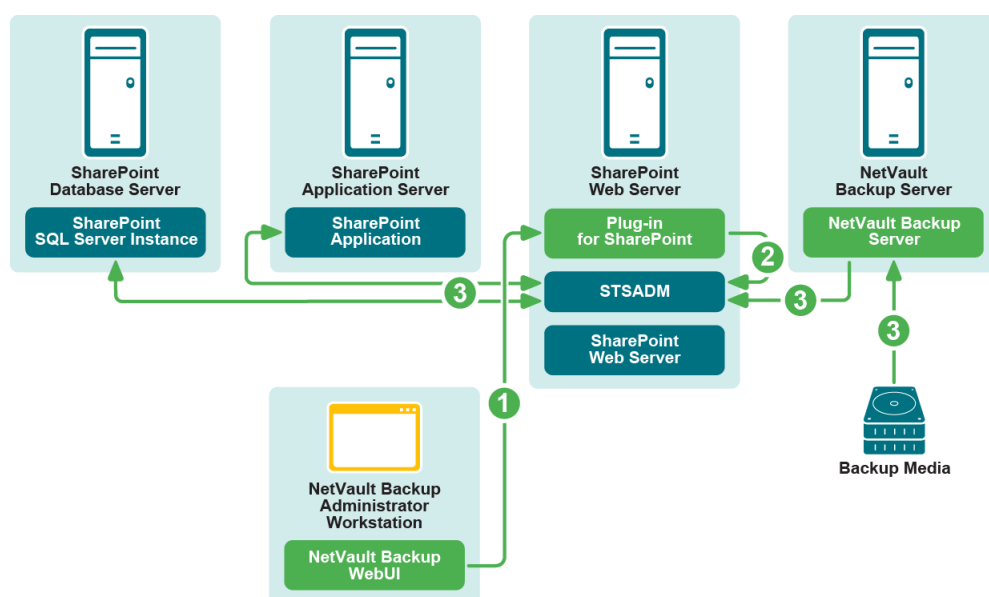 SharePoint
Database Server
SharePoint
SQL Server Instance
SharePoint
Application Server
SharePoint
Application
SharePoint
Web Server
Plug-in
for SharePoint
STSADM
SharePoint
Web Server
NetVault
Backup Server
NetVault Backup
Server
2
3
3
3
1
Backup Media
NetVault Backup
Administrator
Workstation
NetVault Backup
WebUI